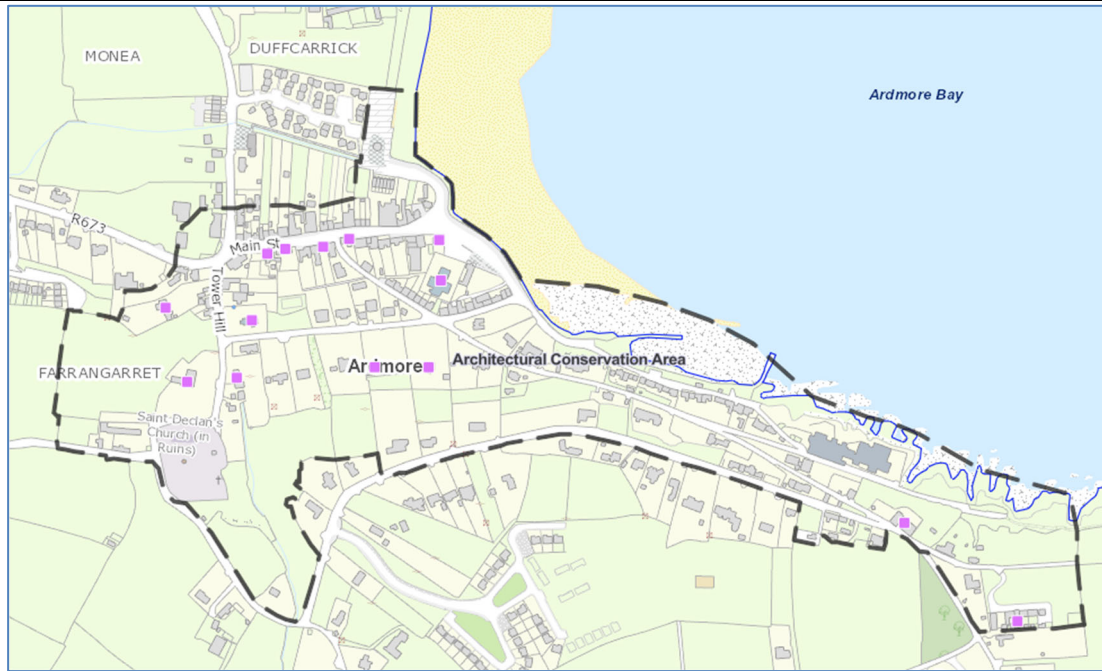 DUFFCARRICK
MONEA
Ardmore Bay
R673
Main St
Tower Hill
Architectural Conservation Area
Ardmore
FARRANGARRET
Saint Declan's
Church (in
Ruins)